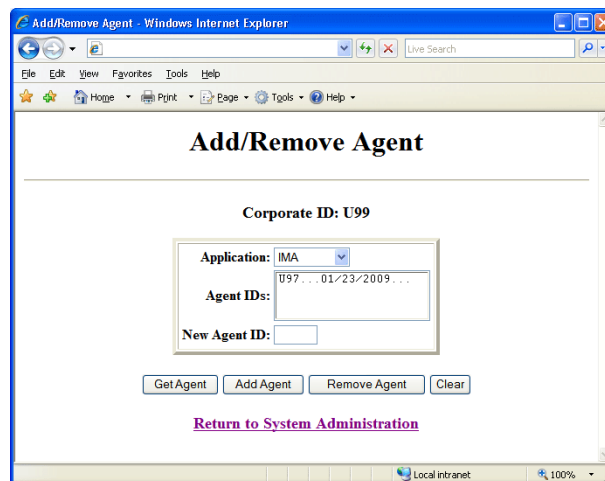 Add/Remove Agent - Windows Internet Explorer
Live Search
File Edit View Favorites Tools Help
Home Print Page Tools Help
Add/Remove Agent
Corporate ID: U99
Application: IMA
U97...01/23/2009...
Agent IDs:
New Agent ID:
Get Agent Add Agent Remove Agent Clear
Return to System Administration
Local intranet 100%